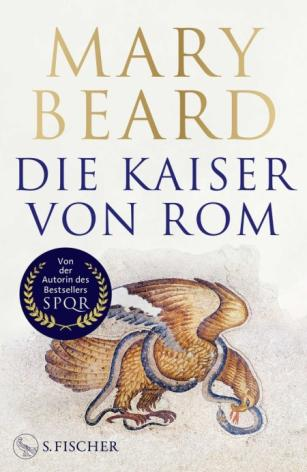 MARY
BEARD
DIE KAISER
VON ROM
Von
der
Autorin des
Bestsellers
SPQR
S. FISCHER